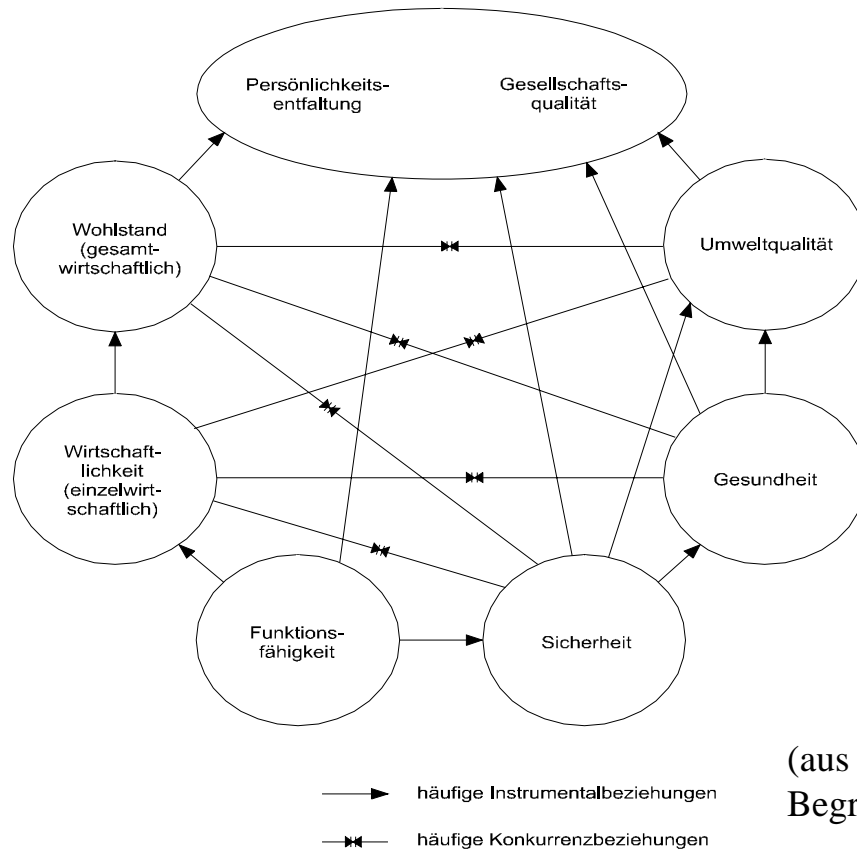 Persönlichkeits-
entfaltung
Gesellschafts-
qualität
Wohlstand
(gesamt-
wirtschaftlich)
Umweltqualität
Wirtschaft-
lichkeit
(einzelwirt-
schaftlich)
Gesundheit
Funktions-
fähigkeit
Sicherheit
häufige Instrumentalbeziehungen
häufige Konkurrenzbeziehungen
(aus
Begr